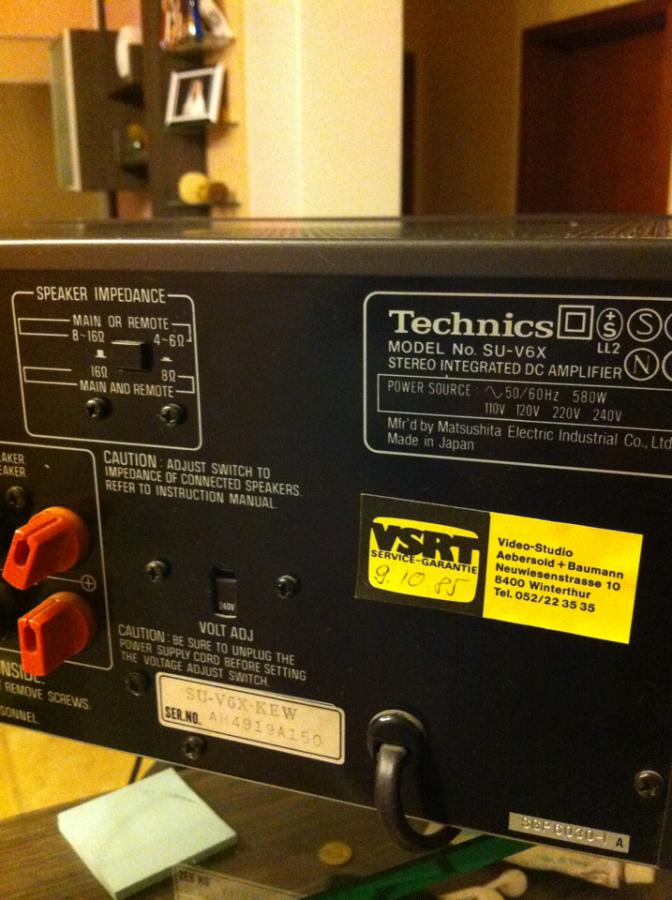 SPEAKER IMPEDANCE
MAIN OR REMOTE
8~16Ω 4~6Ω
16Ω 8Ω
MAIN AND REMOTE
CAUTION : ADJUST SWITCH TO
IMPEDANCE OF CONNECTED SPEAKERS.
REFER TO INSTRUCTION MANUAL.
Technics
MODEL No. SU-V6X
STEREO INTEGRATED DC AMPLIFIER
S
LL2
S
N
POWER SOURCE : ∿ 50/60Hz 580W
110V 120V 220V 240V
Mfr'd by Matsushita Electric Industrial Co., Ltd
Made in Japan
VSRT
SERVICE-GARANTIE
9.10.85
Video-Studio
Aebersold + Baumann
Neuwiesenstrasse 10
8400 Winterthur
Tel. 052/22 35 35
240V
VOLT ADJ
CAUTION : BE SURE TO UNPLUG THE
POWER SUPPLY CORD BEFORE SETTING
THE VOLTAGE ADJUST SWITCH.
REMOVE SCREWS.
SU-V6X-KEW
SER.NO. AH4919A150
A